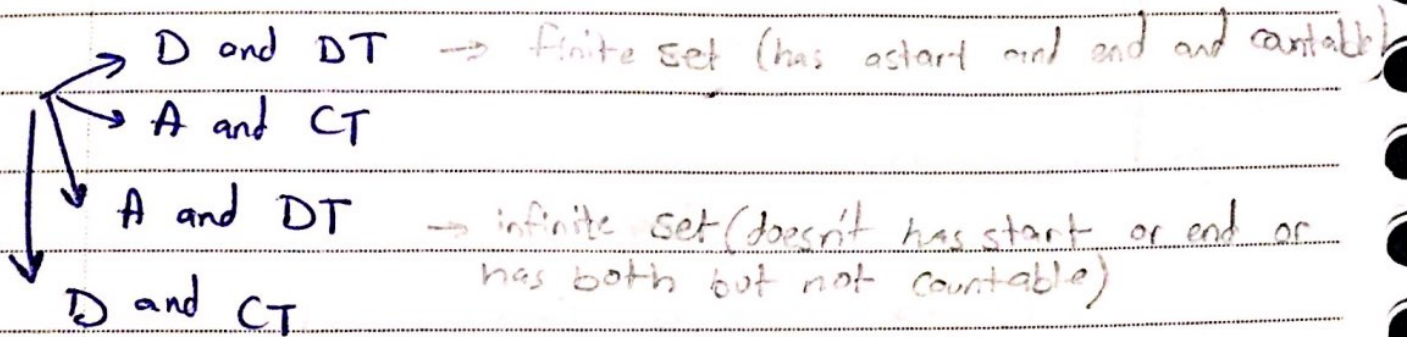 D and DT → finite set (has astart and end and countable)
A and CT
A and DT → infinite set (doesn't has start or end or
has both but not countable)
D and CT